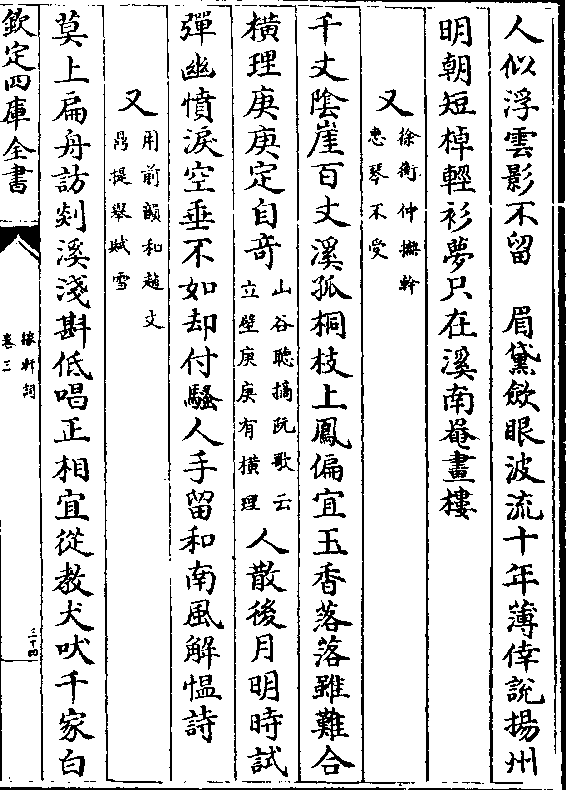 人似浮雲影不留　眉黛斂眼波流十年薄倖說揚州
明朝短棹輕衫夢只在溪南罨畫樓
又徐衡仲撫幹惠琴不受
千丈陰崖百丈溪孤桐枝上鳳偏宜玉香落落雖難合
橫理庚庚定自竒山谷聽摘阮歌云立壁庚庚有橫理人散後月明時試
彈幽憤淚空垂不如却付騷人手留和南風解愠詩
又用前韻和趙文鼎提舉賦雪
莫上扁舟訪剡溪淺斟低唱正相宜從教犬吠千家白
欽定四庫全書
稼軒詞
卷三
三十四